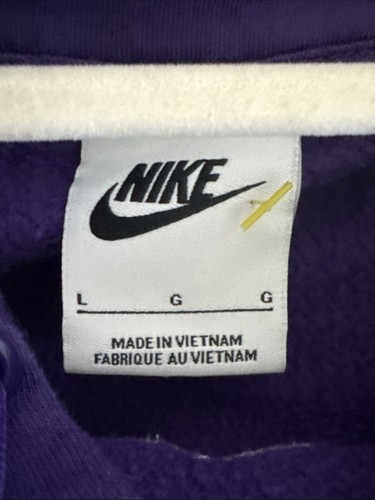 NIKE
L G G
MADE IN VIETNAM
FABRIQUE AU VIETNAM